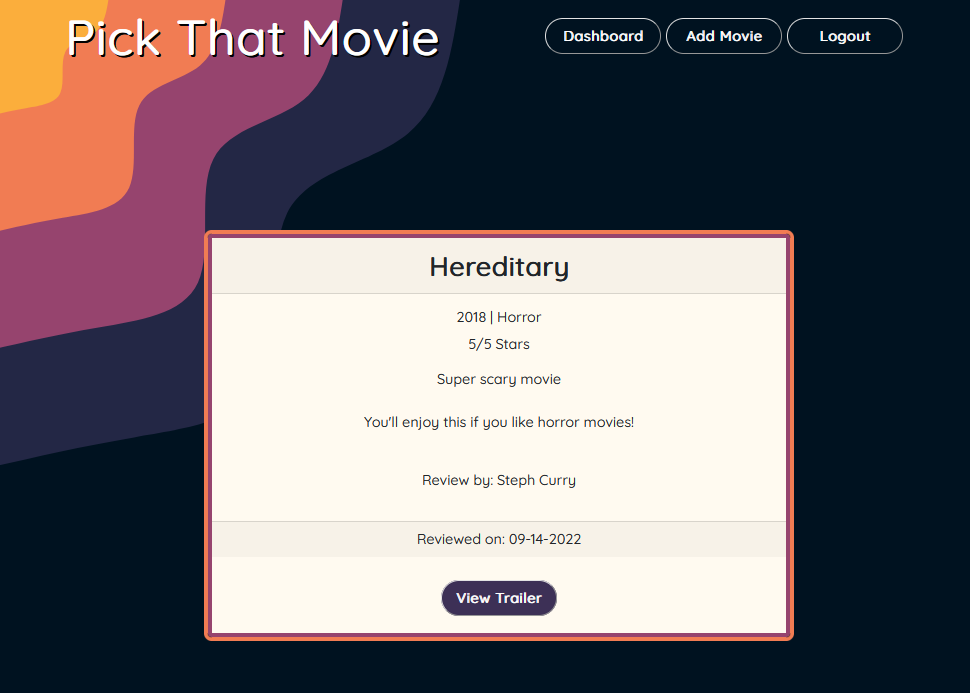 Pick That Movie
Dashboard
Add Movie
Logout
Hereditary
2018 | Horror
5/5 Stars
Super scary movie
You'll enjoy this if you like horror movies!
Review by: Steph Curry
Reviewed on: 09-14-2022
View Trailer